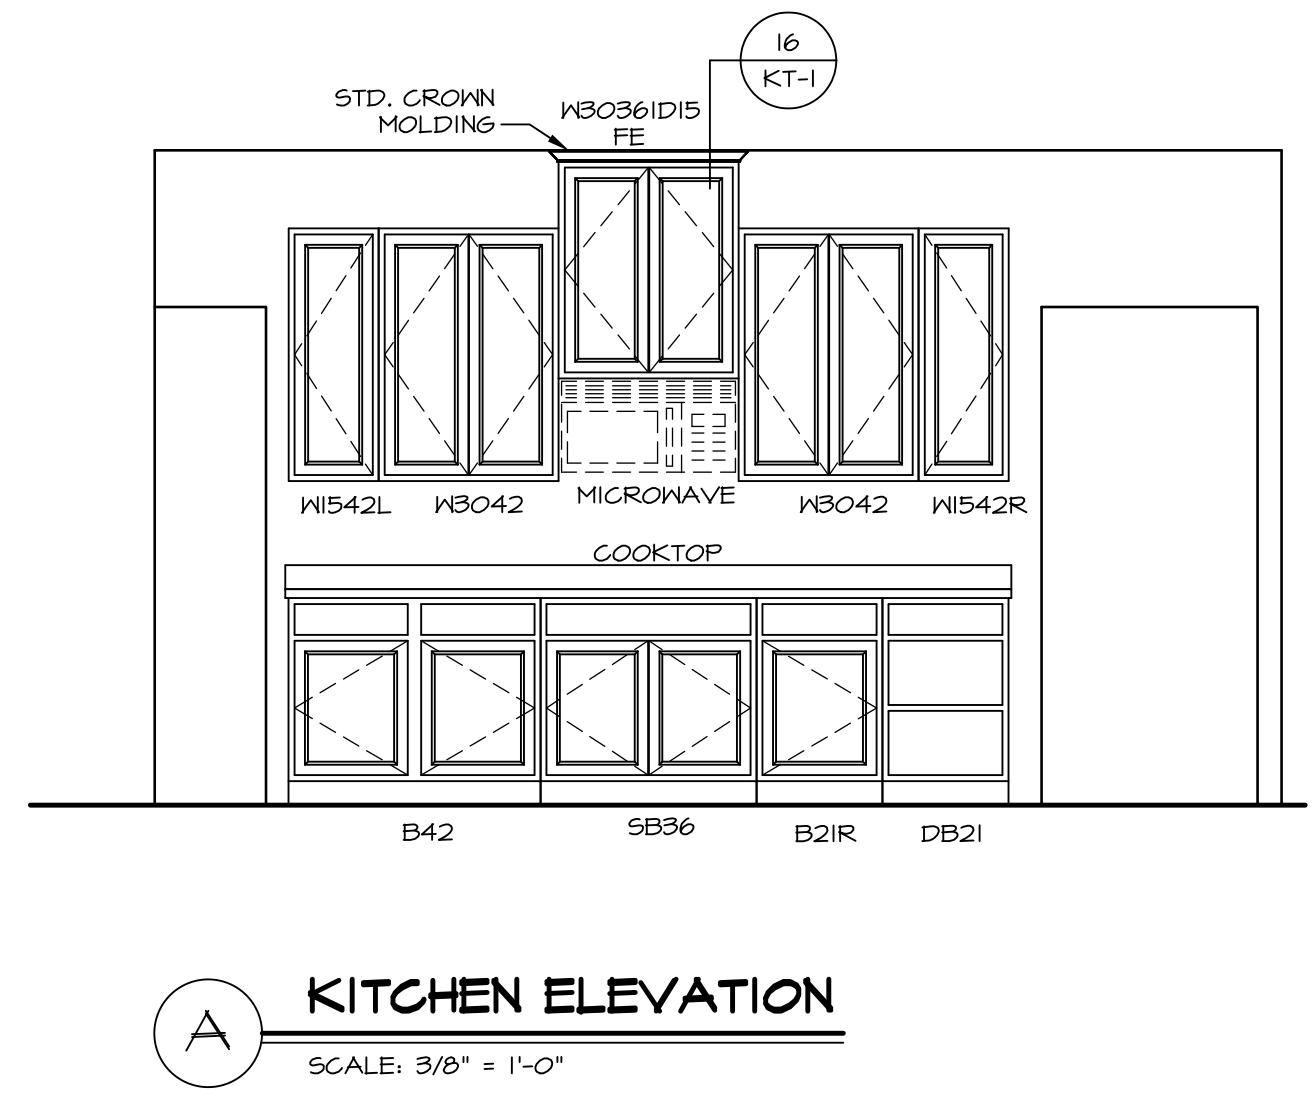 16
KT-1
STD. CROWN
MOLDING
W30361D15
FE
W1542L
W3042
MICROWAVE
W3042
W1542R
COOKTOP
B42
SB36
B21R
DB21
A
KITCHEN ELEVATION
SCALE: 3/8" = 1'-0"